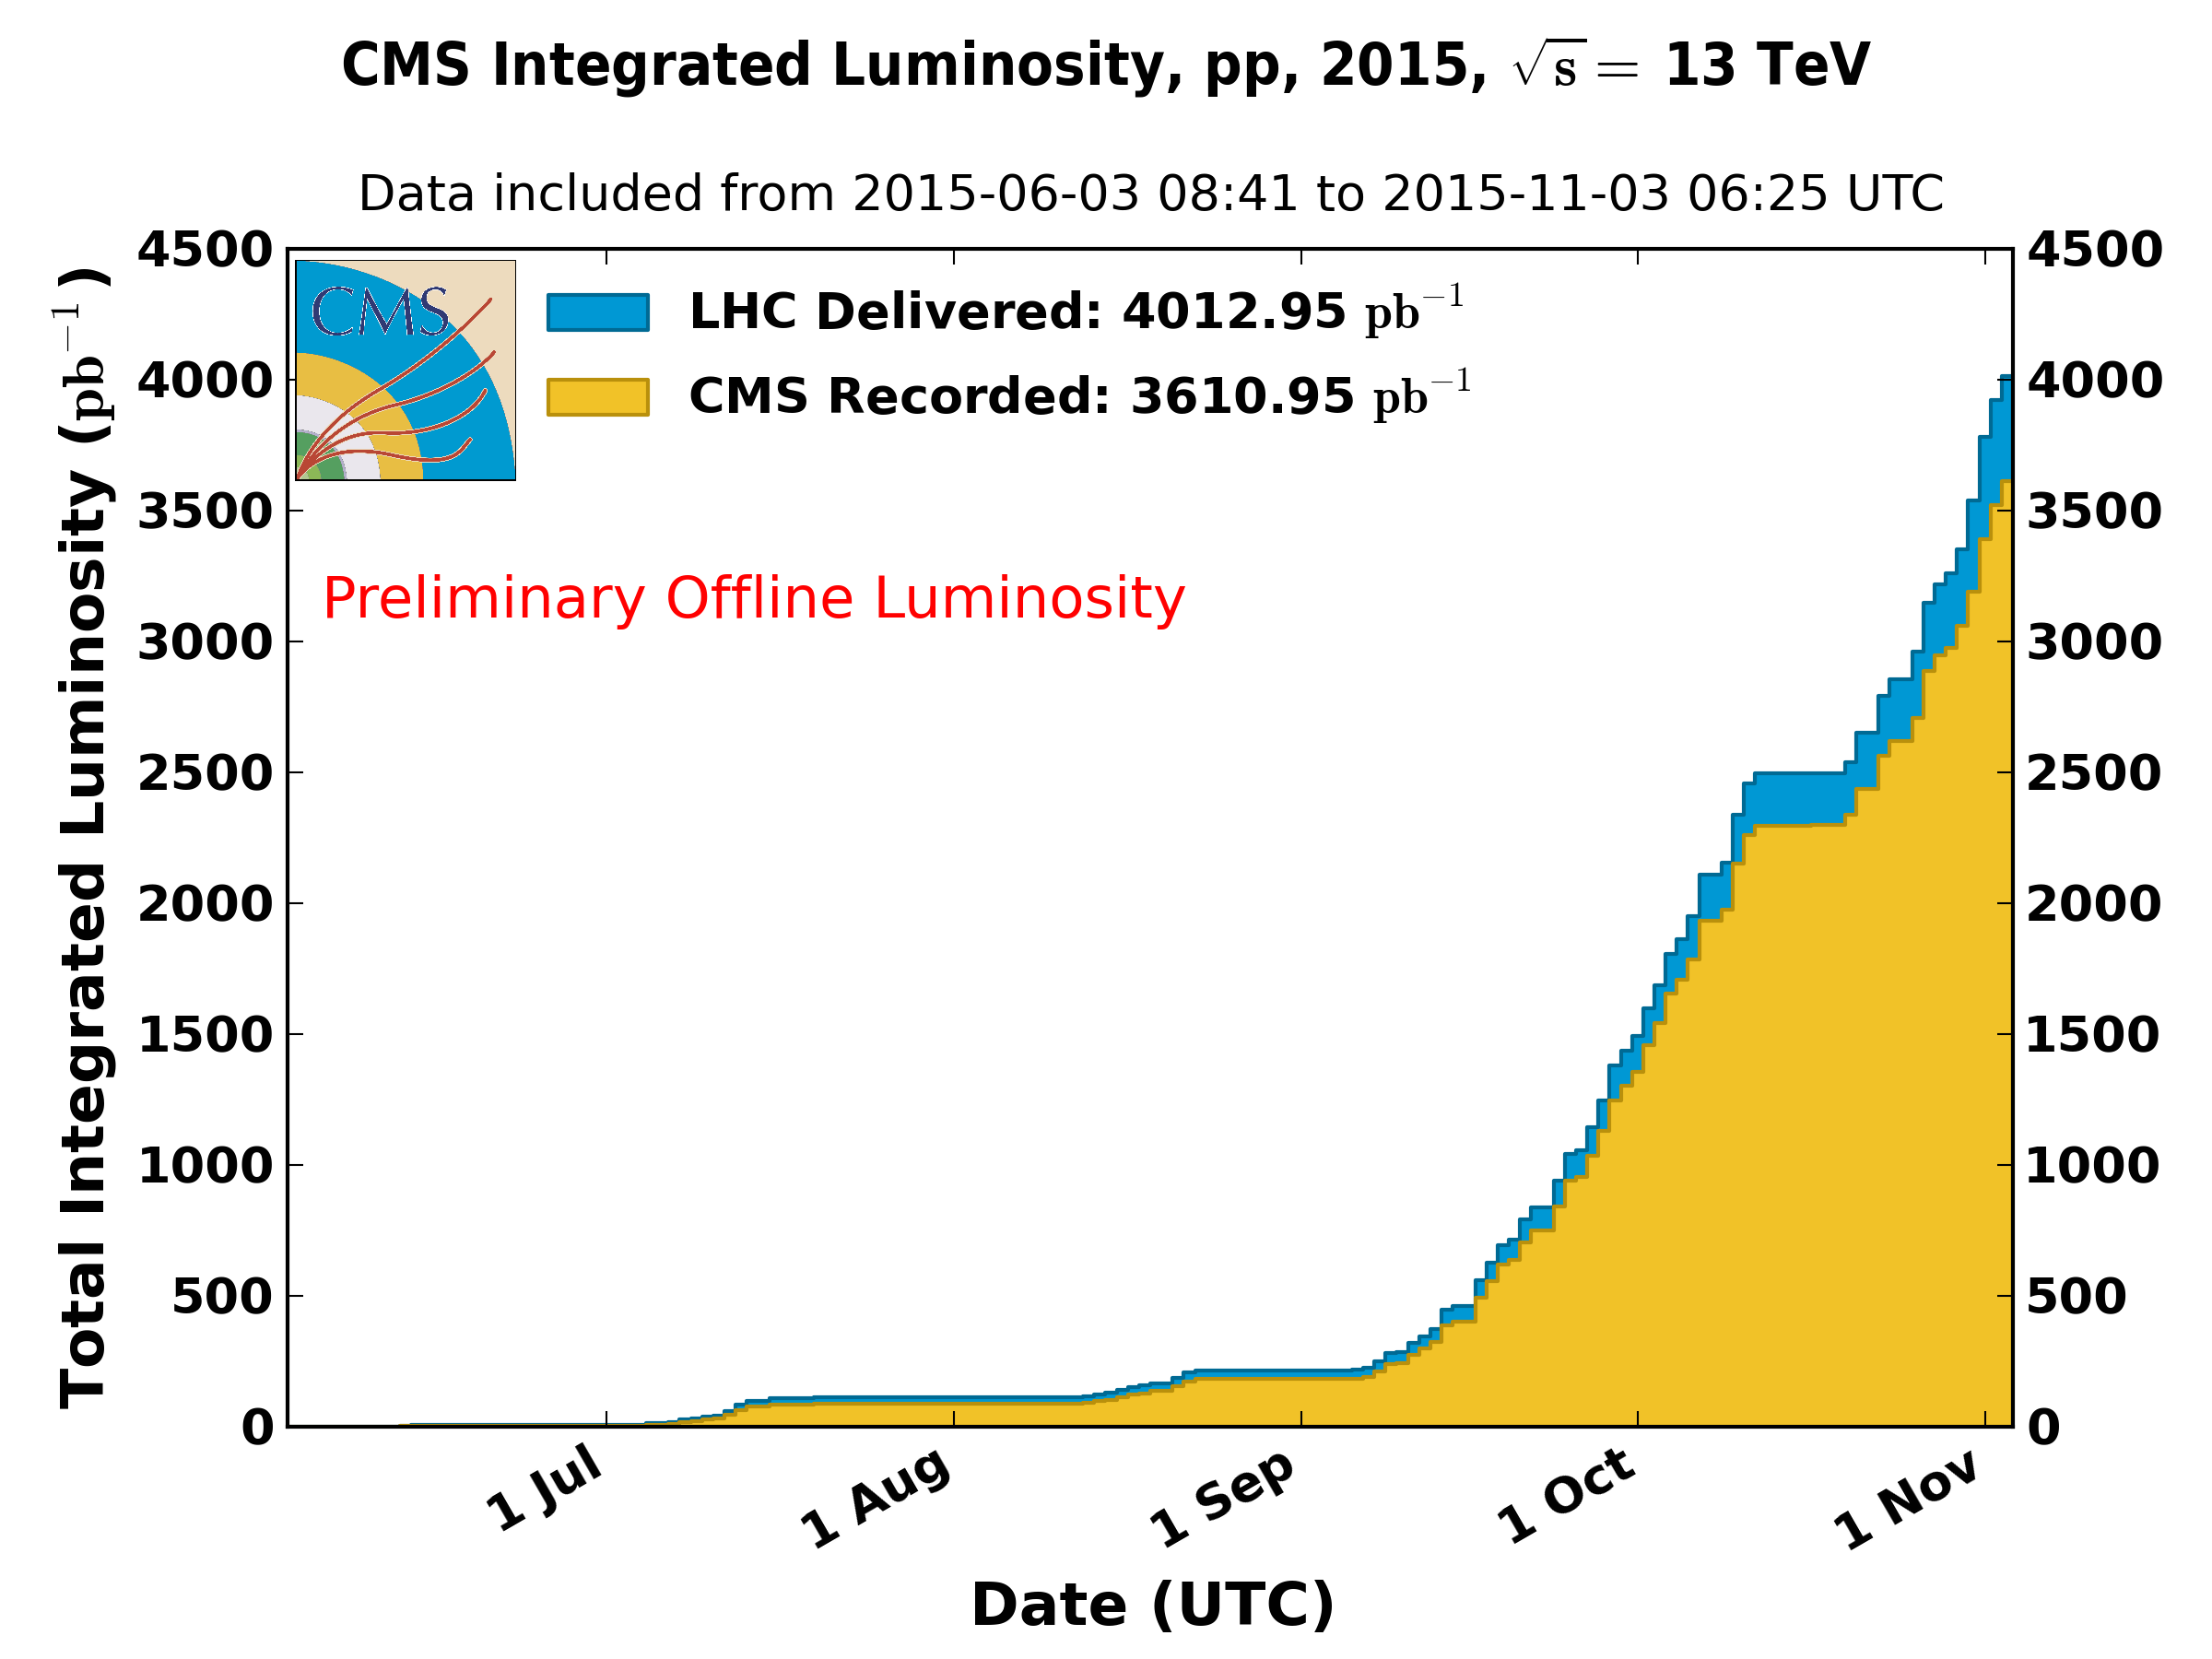 CMS Integrated Luminosity, pp, 2015, √s = 13 TeV
Data included from 2015-06-03 08:41 to 2015-11-03 06:25 UTC
CMS
LHC Delivered: 4012.95 pb⁻¹
CMS Recorded: 3610.95 pb⁻¹
Preliminary Offline Luminosity
Total Integrated Luminosity (pb⁻¹)
4500
4000
3500
3000
2500
2000
1500
1000
500
0
4500
4000
3500
3000
2500
2000
1500
1000
500
0
1 Jul
1 Aug
1 Sep
1 Oct
1 Nov
Date (UTC)